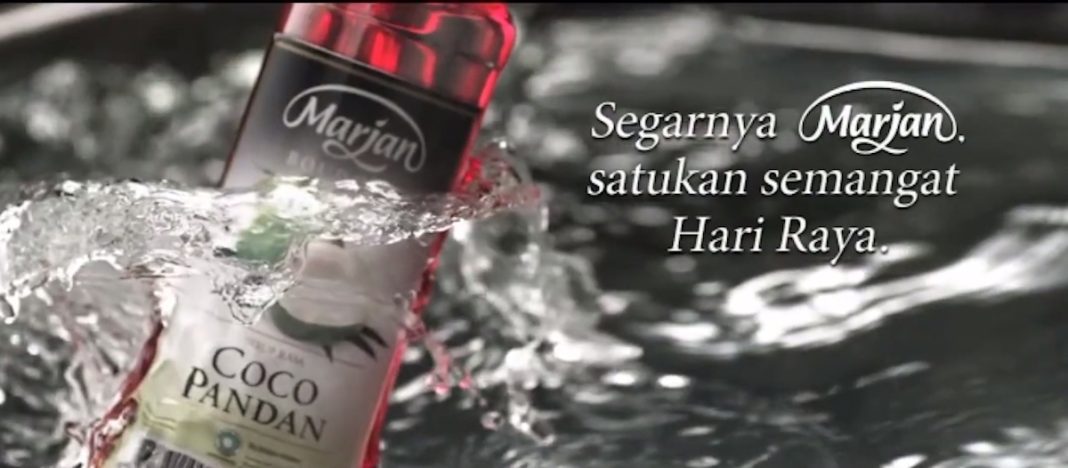 Marjan
COCO
PANDAN
Segarnya Marjan.
satukan semangat
Hari Raya.